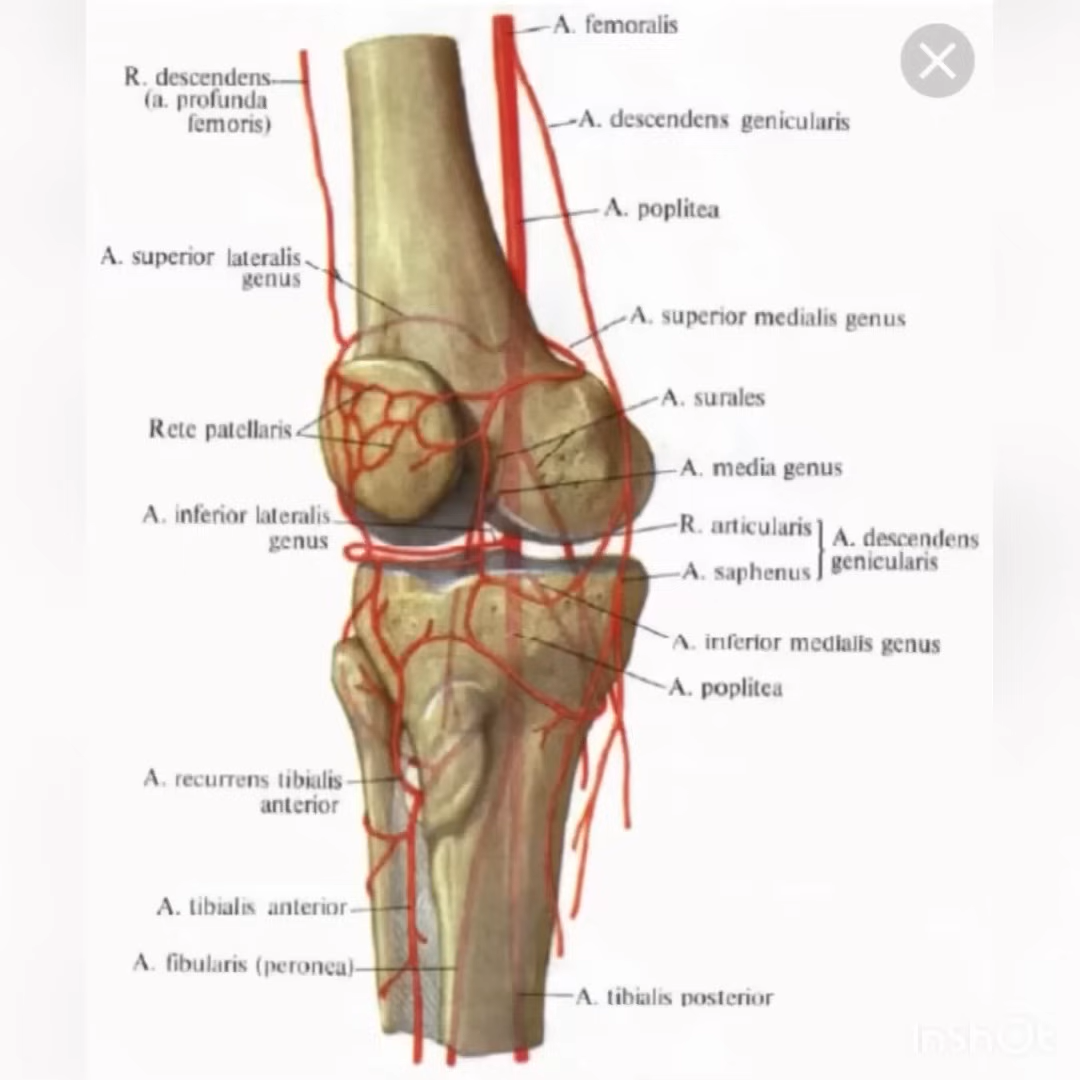 A. femoralis
R. descendens
(a. profunda
femoris)
A. descendens genicularis
A. poplitea
A. superior lateralis
genus
A. superior medialis genus
A. surales
Rete patellaris
A. media genus
A. inferior lateralis
genus
R. articularis
A. saphenus
A. descendens
genicularis
A. inferior medialis genus
A. poplitea
A. recurrens tibialis
anterior
A. tibialis anterior
A. fibularis (peronea)
A. tibialis posterior
InShOt